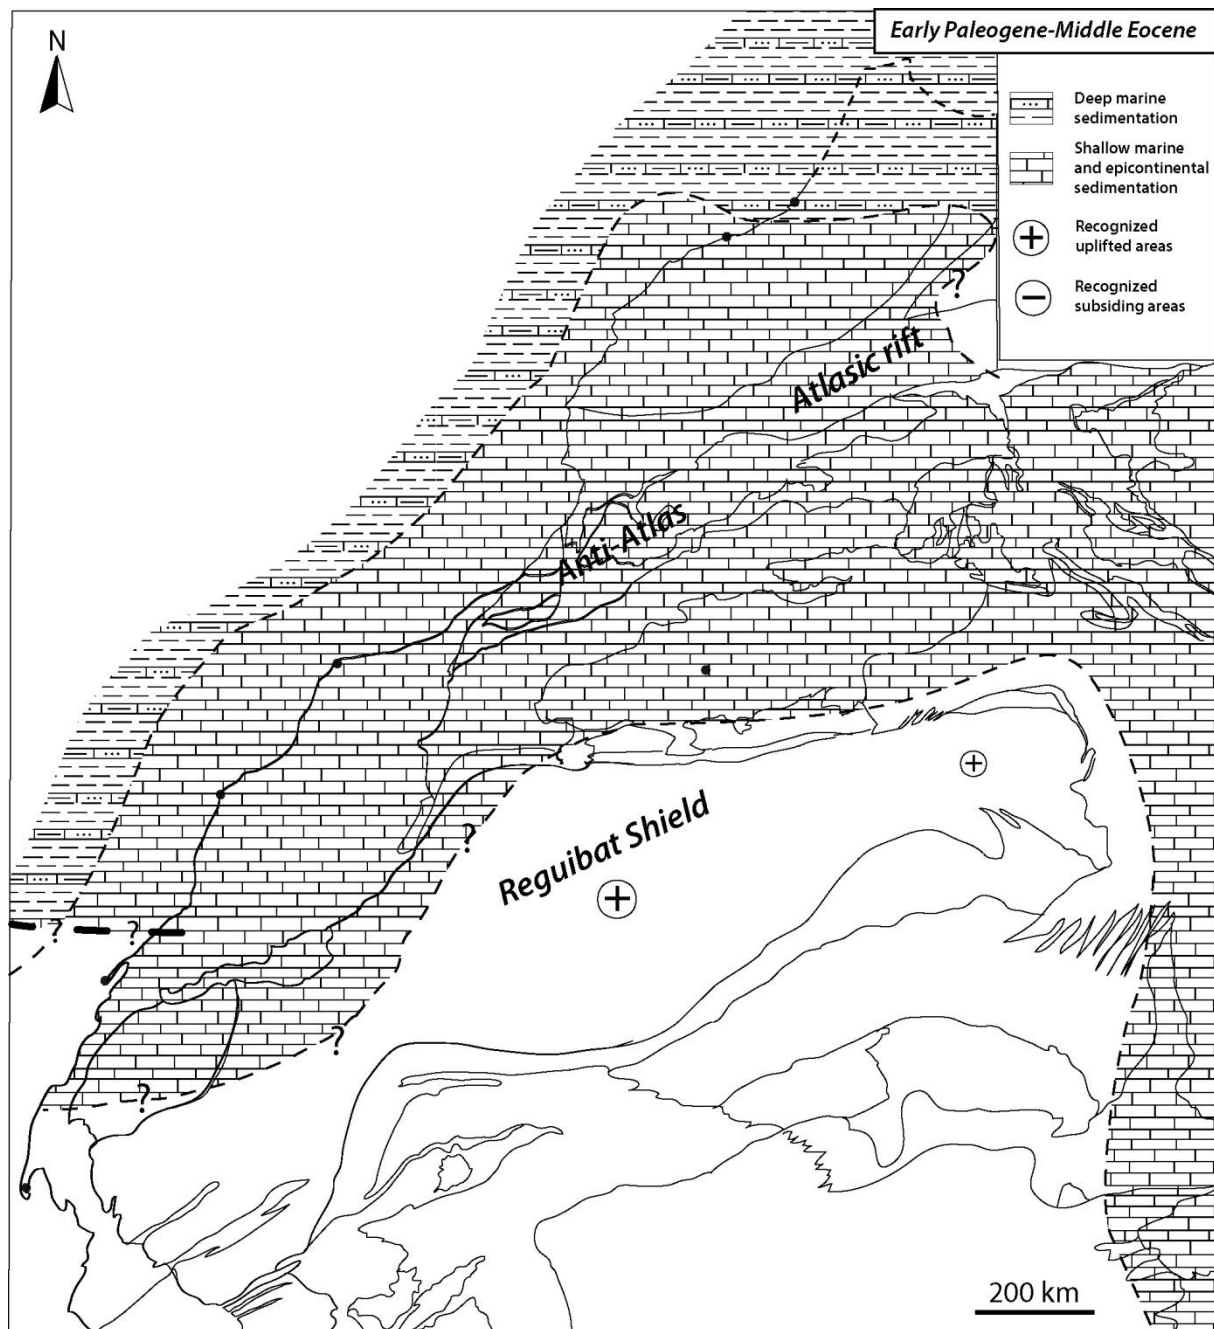 Early Paleogene-Middle Eocene
N
Deep marine
sedimentation
Shallow marine
and epicontinental
sedimentation
Recognized
uplifted areas
Recognized
subsiding areas
?
Atlasic rift
Anti-Atlas
?
Reguibat Shield
? ?
?
?
200 km